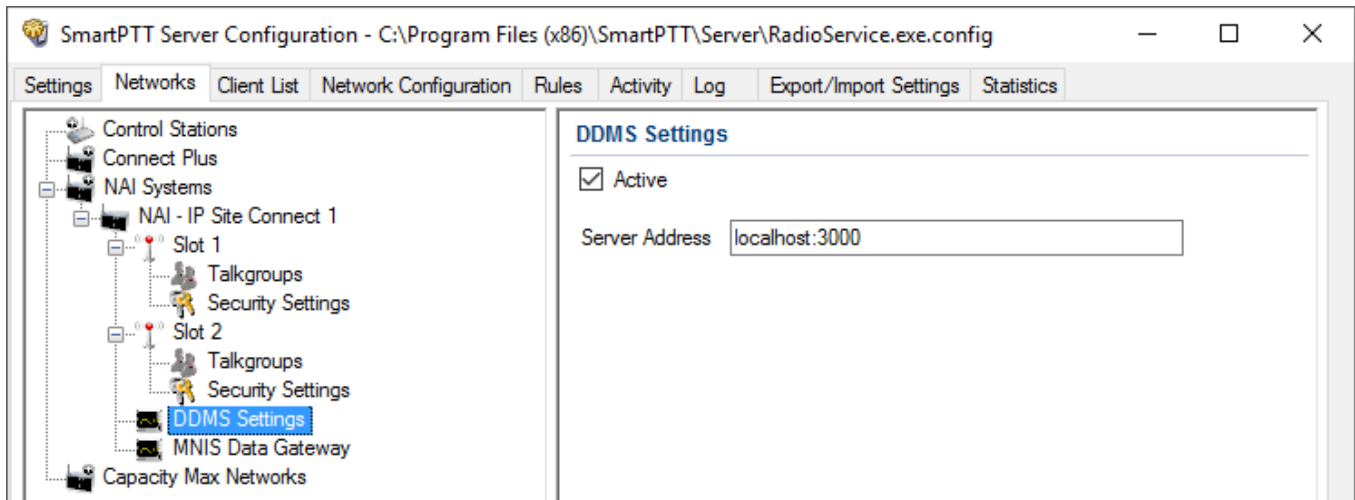 SmartPTT Server Configuration - C:\Program Files (x86)\SmartPTT\Server\RadioService.exe.config
Settings Networks Client List Network Configuration Rules Activity Log Export/Import Settings Statistics
Control Stations
Connect Plus
NAI Systems
NAI - IP Site Connect 1
Slot 1
Talkgroups
Security Settings
Slot 2
Talkgroups
Security Settings
DDMS Settings
MNIS Data Gateway
Capacity Max Networks
DDMS Settings
Active
Server Address localhost:3000